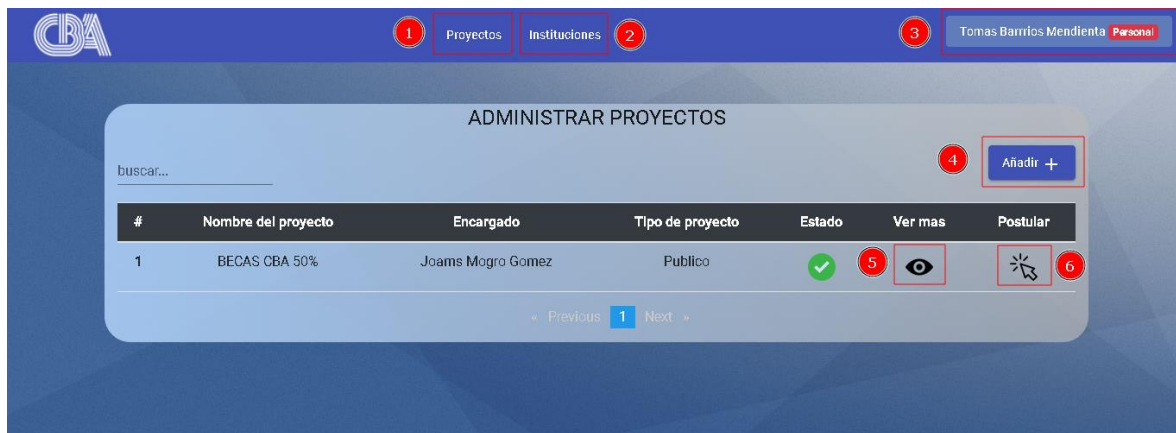 CBA 1 Proyectos Instituciones 2 3 Tomas Barrrios Mendienta Personal
ADMINISTRAR PROYECTOS
buscar...
4 Añadir +
# Nombre del proyecto Encargado Tipo de proyecto Estado Ver mas Postular
1 BECAS CBA 50% Joams Mogro Gomez Publico 5 6
« Previous 1 Next »